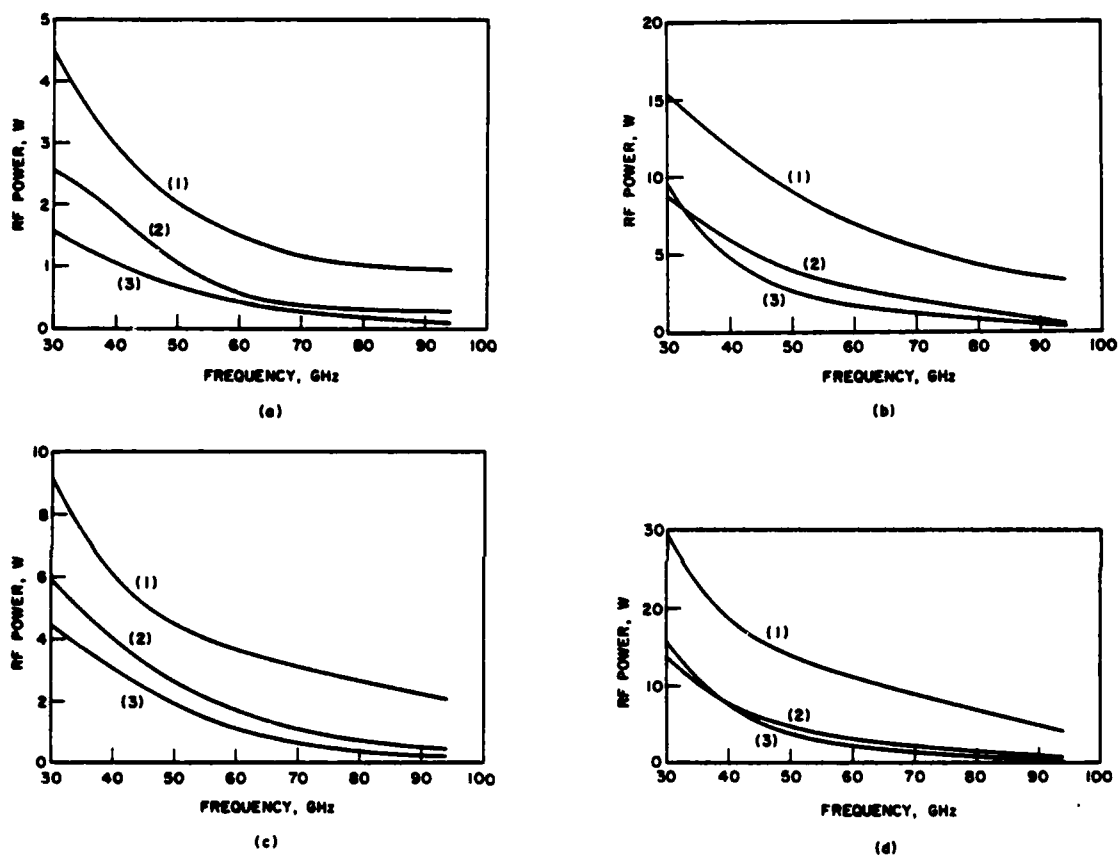 5
4
3
2
1
0
RF POWER, W
(1)
(2)
(3)
30 40 50 60 70 80 90 100
FREQUENCY, GHz
(a)
20
15
10
5
0
RF POWER, W
(1)
(2)
(3)
30 40 50 60 70 80 90 100
FREQUENCY, GHz
(b)
10
8
6
4
2
0
RF POWER, W
(1)
(2)
(3)
30 40 50 60 70 80 90 100
FREQUENCY, GHz
(c)
30
20
10
0
RF POWER, W
(1)
(2)
(3)
30 40 50 60 70 80 90 100
FREQUENCY, GHz
(d)